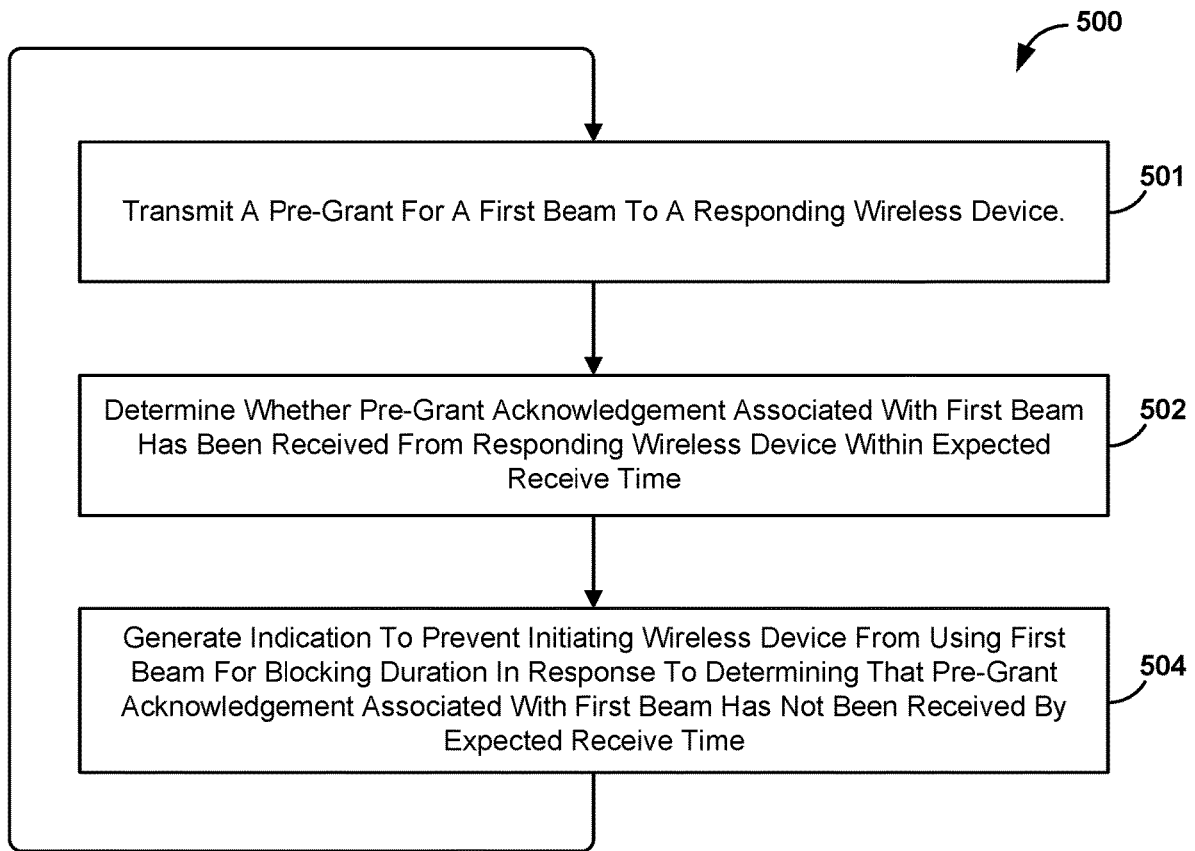 500
Transmit A Pre-Grant For A First Beam To A Responding Wireless Device.
501
Determine Whether Pre-Grant Acknowledgement Associated With First Beam
Has Been Received From Responding Wireless Device Within Expected
Receive Time
502
Generate Indication To Prevent Initiating Wireless Device From Using First
Beam For Blocking Duration In Response To Determining That Pre-Grant
Acknowledgement Associated With First Beam Has Not Been Received By
Expected Receive Time
504